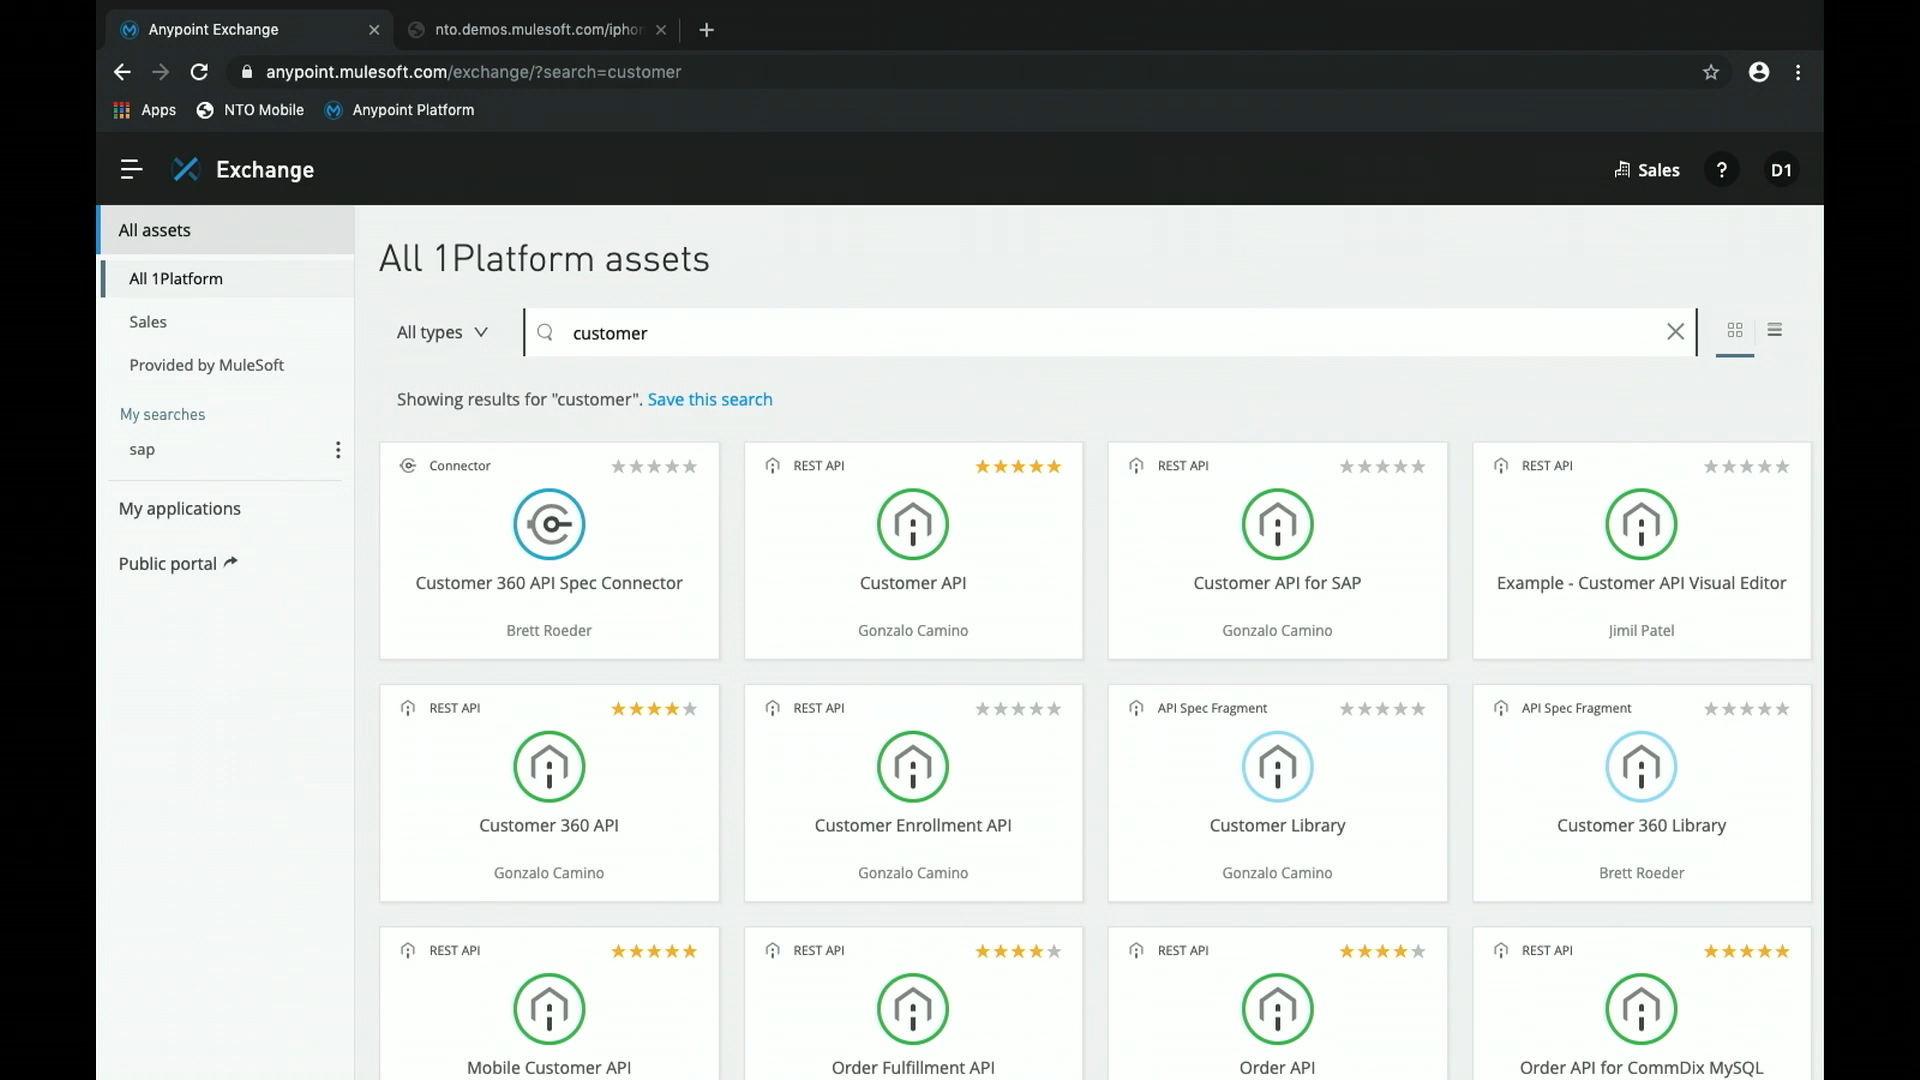 Anypoint Exchange
nto.demos.mulesoft.com/ipho
anypoint.mulesoft.com/exchange/?search=customer
Apps
NTO Mobile
Anypoint Platform
Exchange
Sales
?
D1
All assets
All 1Platform
Sales
Provided by MuleSoft
My searches
sap
My applications
Public portal
All 1Platform assets
All types
customer
Showing results for "customer". Save this search
Connector
Customer 360 API Spec Connector
Brett Roeder
REST API
Customer API
Gonzalo Camino
REST API
Customer API for SAP
Gonzalo Camino
REST API
Example - Customer API Visual Editor
Jimil Patel
REST API
Customer 360 API
Gonzalo Camino
REST API
Customer Enrollment API
Gonzalo Camino
API Spec Fragment
Customer Library
Gonzalo Camino
API Spec Fragment
Customer 360 Library
Brett Roeder
REST API
Mobile Customer API
REST API
Order Fulfillment API
REST API
Order API
REST API
Order API for CommDix MySQL